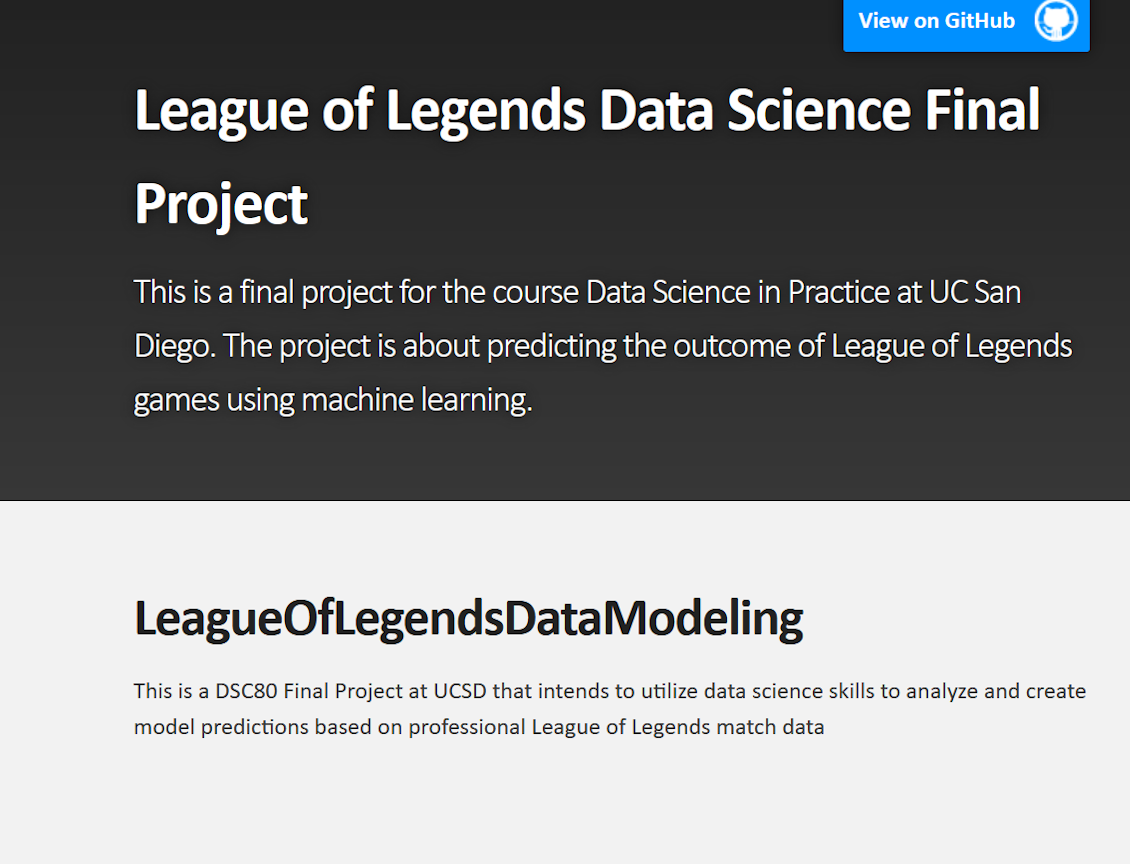 View on GitHub
League of Legends Data Science Final
Project
This is a final project for the course Data Science in Practice at UC San
Diego. The project is about predicting the outcome of League of Legends
games using machine learning.
LeagueOfLegendsDataModeling
This is a DSC80 Final Project at UCSD that intends to utilize data science skills to analyze and create
model predictions based on professional League of Legends match data